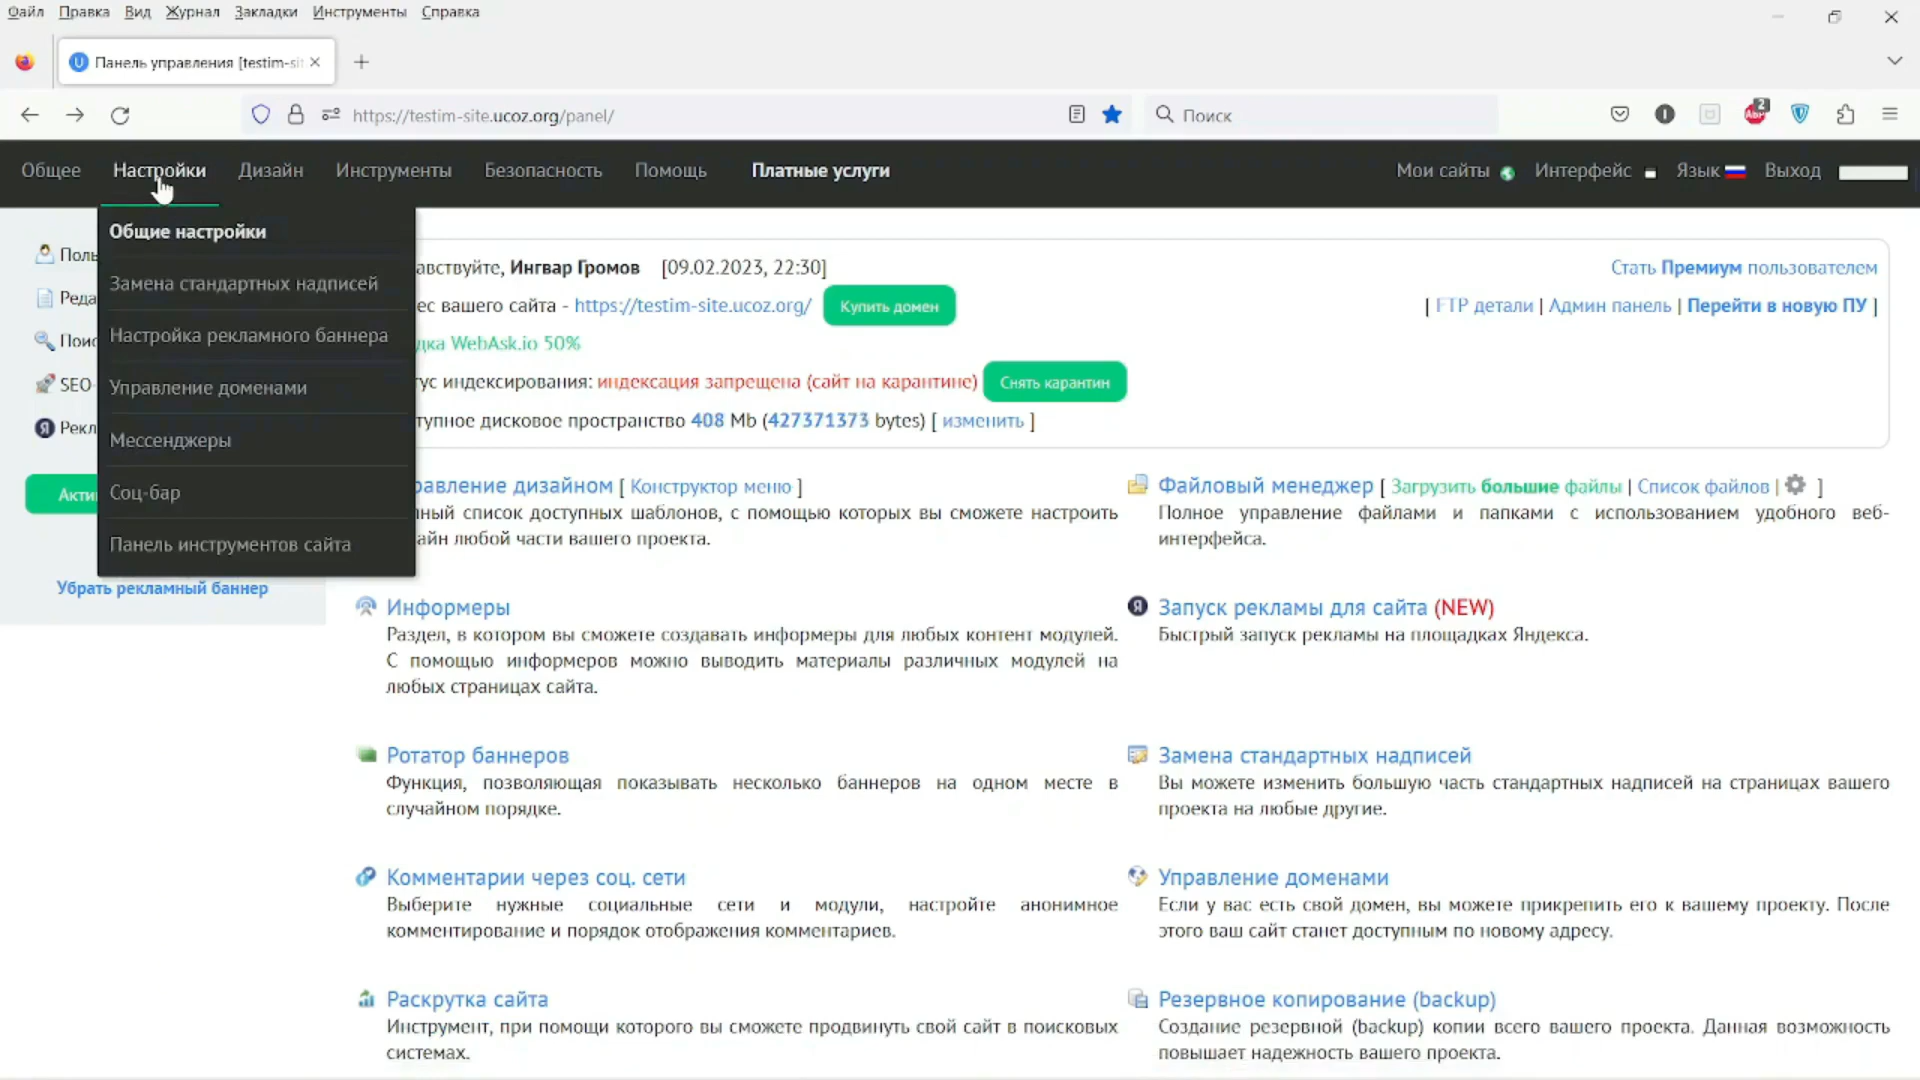 Файл Правка Вид Журнал Закладки Инструменты Справка
Панель управления [testim-sit
https://testim-site.ucoz.org/panel/
Поиск
2
ABP
Общее Настройки Дизайн Инструменты Безопасность Помощь Платные услуги Мои сайты Интерфейс Язык Выход
Общие настройки
Замена стандартных надписей
Настройка рекламного баннера
Управление доменами
Мессенджеры
Соц-бар
Панель инструментов сайта
Поль
Реда
Поис
SEO-
Рекл
Акти
Убрать рекламный баннер
авствуйте, Ингвар Громов [09.02.2023, 22:30]
Стать Премиум пользователем
ес вашего сайта - https://testim-site.ucoz.org/ Купить домен
[ FTP детали | Админ панель | Перейти в новую ПУ ]
дка WebAsk.io 50%
ус индексирования: индексация запрещена (сайт на карантине) Снять карантин
тупное дисковое пространство 408 Mb (427371373 bytes) [ изменить ]
равление дизайном [ Конструктор меню ]
ный список доступных шаблонов, с помощью которых вы сможете настроить
айн любой части вашего проекта.
Файловый менеджер [ Загрузить большие файлы | Список файлов | ]
Полное управление файлами и папками с использованием удобного веб-
интерфейса.
Информеры
Раздел, в котором вы сможете создавать информеры для любых контент модулей.
С помощью информеров можно выводить материалы различных модулей на
любых страницах сайта.
Запуск рекламы для сайта (NEW)
Быстрый запуск рекламы на площадках Яндекса.
Ротатор баннеров
Функция, позволяющая показывать несколько баннеров на одном месте в
случайном порядке.
Замена стандартных надписей
Вы можете изменить большую часть стандартных надписей на страницах вашего
проекта на любые другие.
Комментарии через соц. сети
Выберите нужные социальные сети и модули, настройте анонимное
комментирование и порядок отображения комментариев.
Управление доменами
Если у вас есть свой домен, вы можете прикрепить его к вашему проекту. После
этого ваш сайт станет доступным по новому адресу.
Раскрутка сайта
Инструмент, при помощи которого вы сможете продвинуть свой сайт в поисковых
системах.
Резервное копирование (backup)
Создание резервной (backup) копии всего вашего проекта. Данная возможность
повышает надежность вашего проекта.